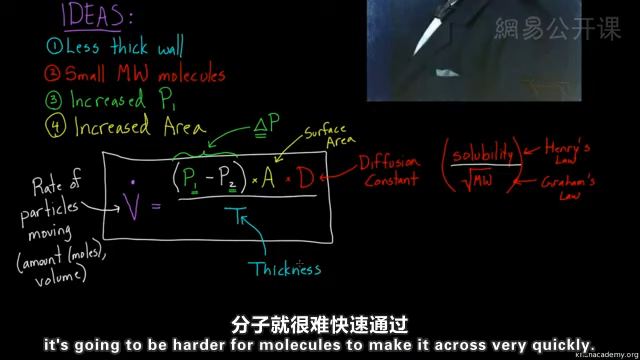 IDEAS:
① Less thick wall
② Small MW molecules
③ Increased P₁
④ Increased Area
網易公开课
ΔP
Surface
Area
(P₁ - P₂) × A • D
V̇ =
T
Rate of
particles
moving
(amount (moles),
volume)
Diffusion
Constant
(solubility
√MW)
Henry's
Law
Graham's
Law
Thickness
分子就很难快速通过
it's going to be harder for molecules to make it across very quickly.
khanacademy.org